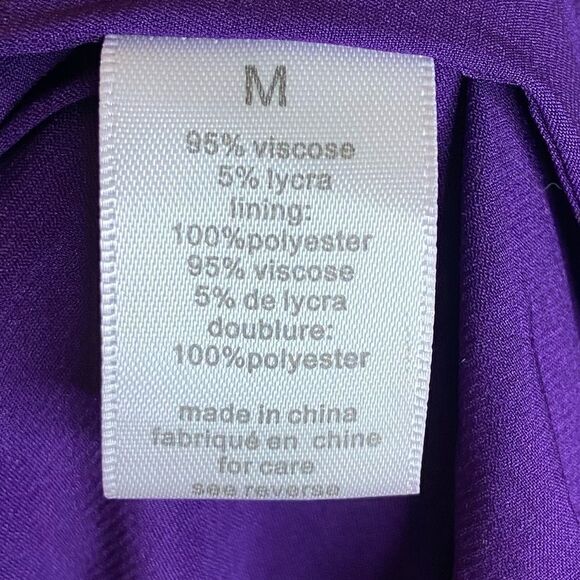 M
95% viscose
5% lycra
lining:
100%polyester
95% viscose
5% de lycra
doublure:
100%polyester
made in china
fabriqué en chine
for care
see reverse